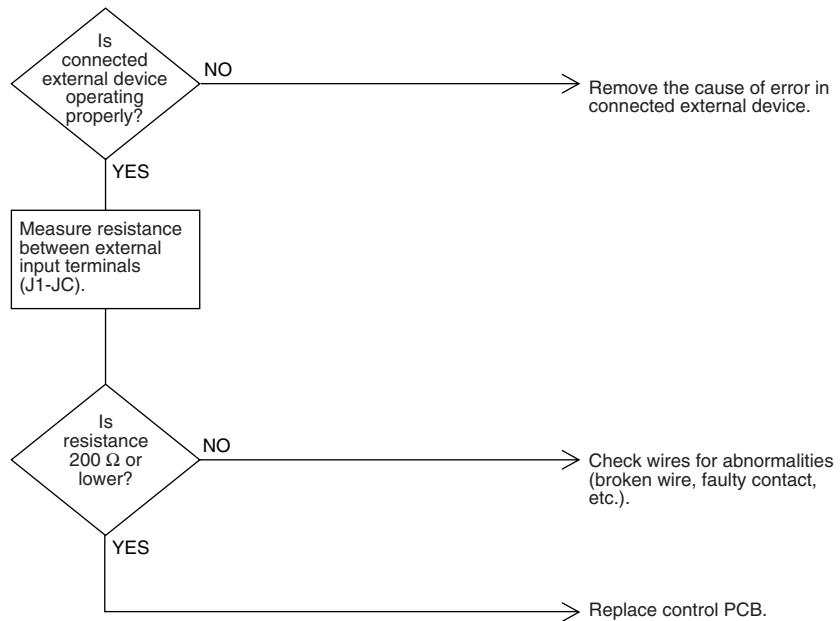 Is
connected
external device
operating
properly?
NO
Remove the cause of error in
connected external device.
YES
Measure resistance
between external
input terminals
(J1-JC).
Is
resistance
200 Ω or
lower?
NO
Check wires for abnormalities
(broken wire, faulty contact,
etc.).
YES
Replace control PCB.